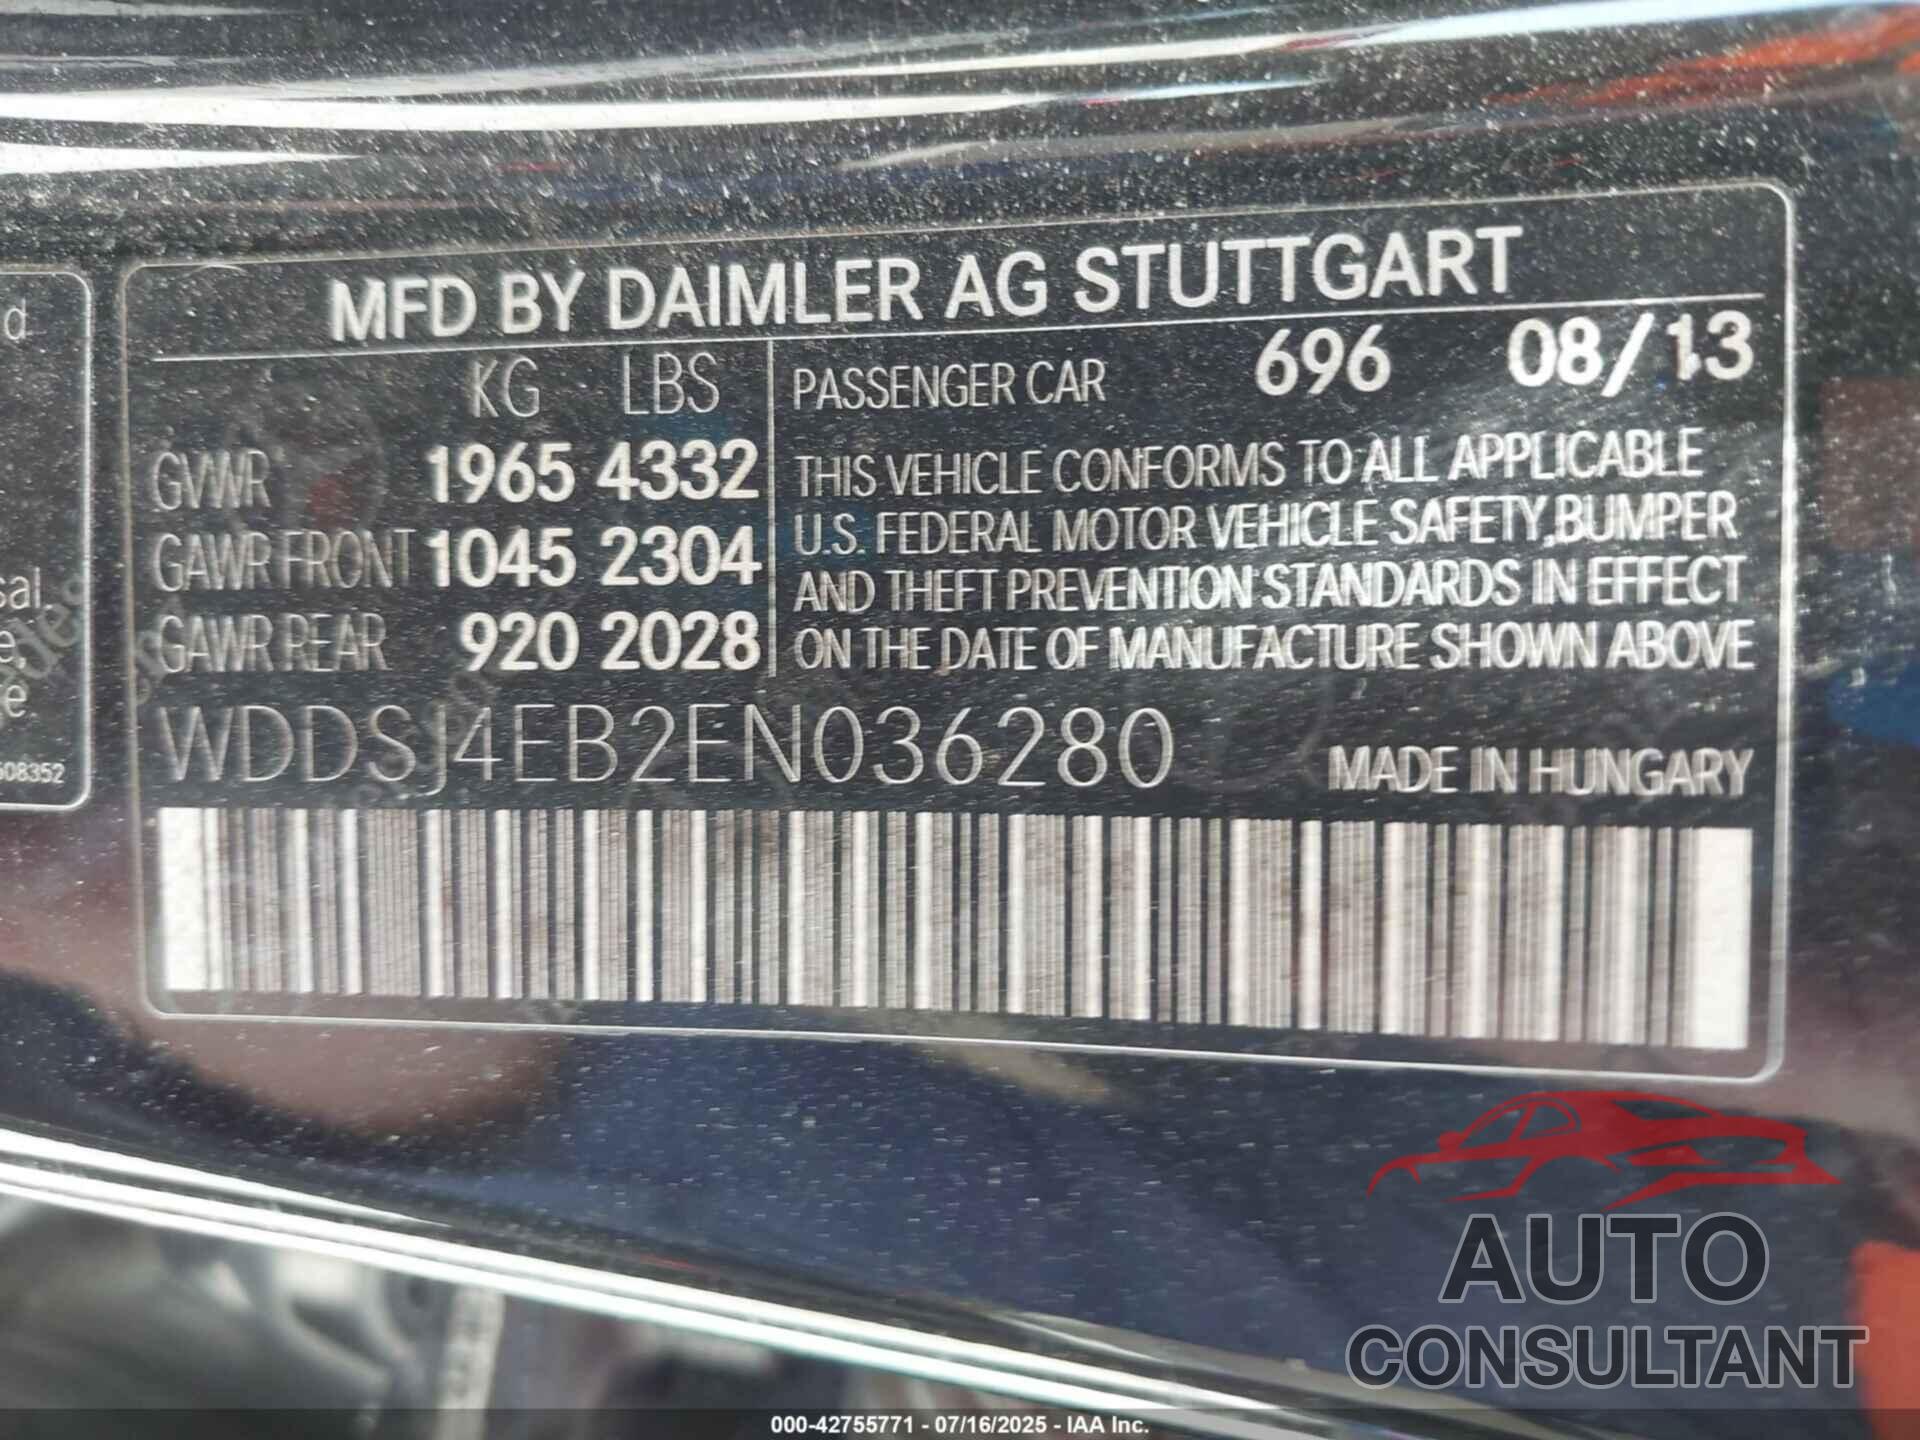 MFD BY DAIMLER AG STUTTGART
KG LBS
GVWR 1965 4332
GAWR FRONT 1045 2304
GAWR REAR 920 2028
PASSENGER CAR 696 08/13
THIS VEHICLE CONFORMS TO ALL APPLICABLE
U.S. FEDERAL MOTOR VEHICLE SAFETY, BUMPER
AND THEFT PREVENTION STANDARDS IN EFFECT
ON THE DATE OF MANUFACTURE SHOWN ABOVE
WDDSJ4EB2EN036280
MADE IN HUNGARY
AUTO
CONSULTANT
000-42755771 - 07/16/2025 - IAA Inc.